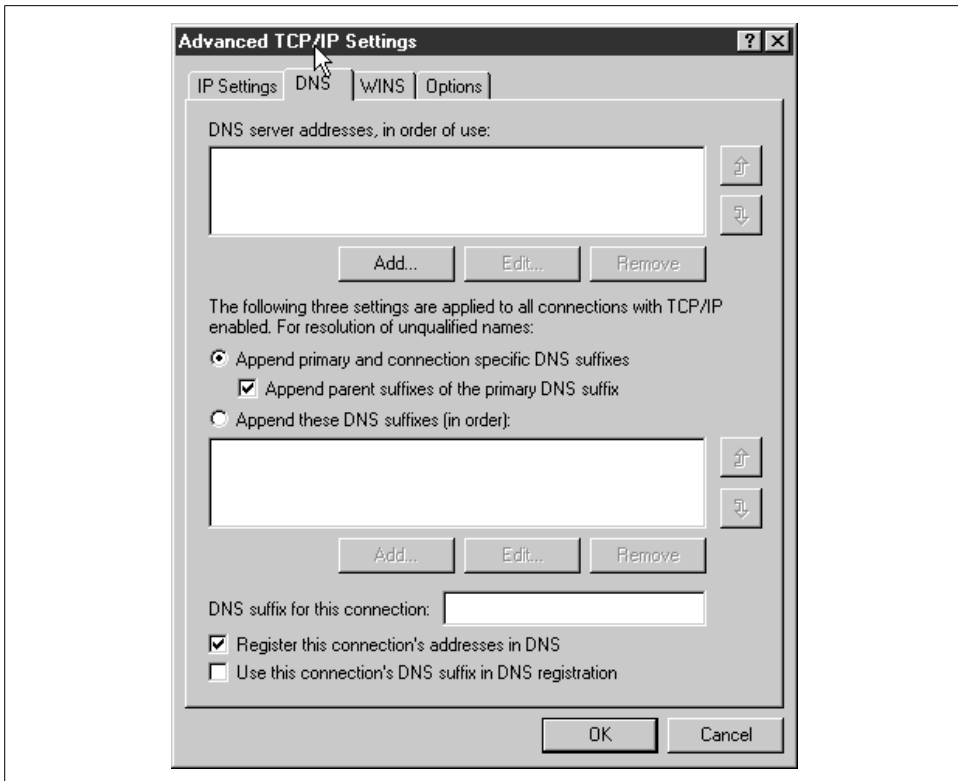 Advanced TCP/IP Settings
IP Settings DNS WINS Options
DNS server addresses, in order of use:
Add... Edit... Remove
The following three settings are applied to all connections with TCP/IP
enabled. For resolution of unqualified names:
Append primary and connection specific DNS suffixes
Append parent suffixes of the primary DNS suffix
Append these DNS suffixes (in order):
Add... Edit... Remove
DNS suffix for this connection:
Register this connection's addresses in DNS
Use this connection's DNS suffix in DNS registration
OK Cancel